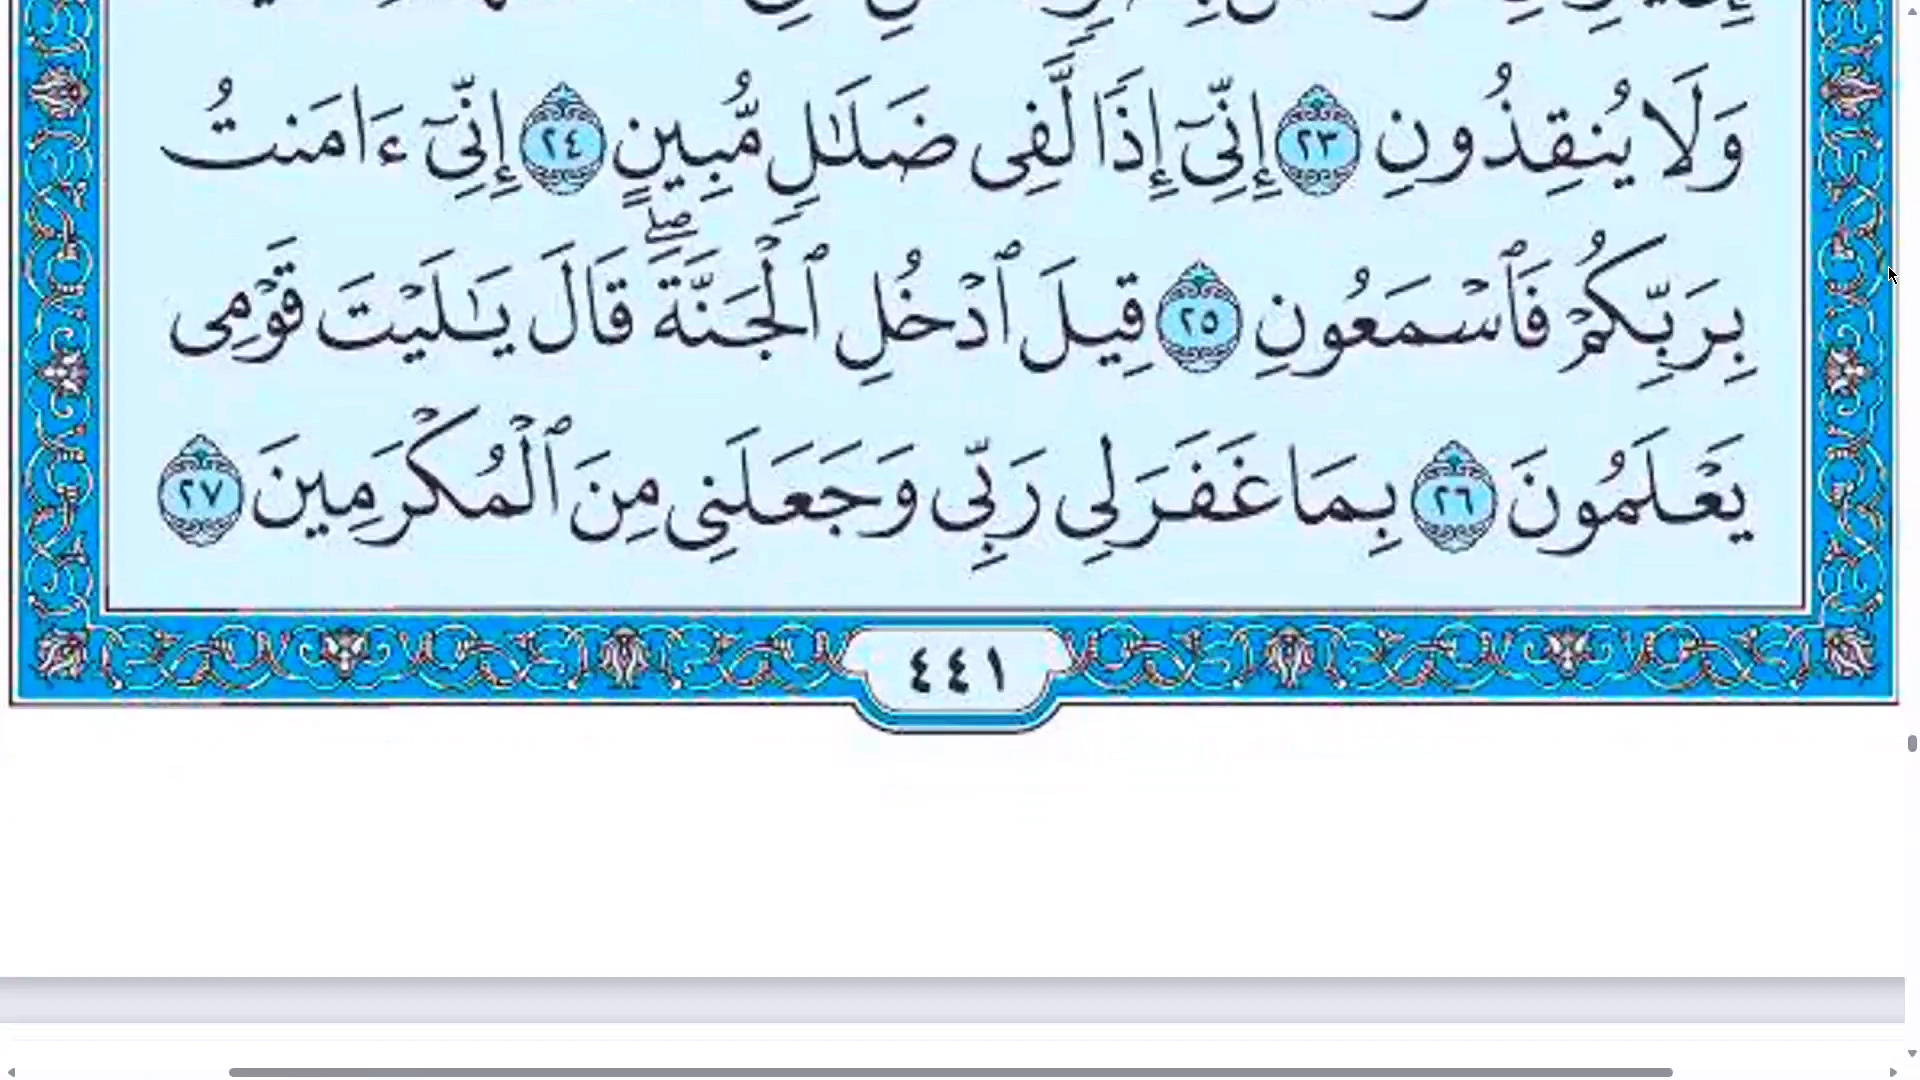 وَلَا يُنقِذُونِ ٢٣ إِنِّىٓ إِذًا لَّفِى ضَلَـٰلٍ مُّبِينٍ ٢٤ إِنِّىٓ ءَامَنتُ
بِرَبِّكُمْ فَٱسْمَعُونِ ٢٥ قِيلَ ٱدْخُلِ ٱلْجَنَّةَ ۖ قَالَ يَـٰلَيْتَ قَوْمِى
يَعْلَمُونَ ٢٦ بِمَا غَفَرَ لِى رَبِّى وَجَعَلَنِى مِنَ ٱلْمُكْرَمِينَ ٢٧
٤٤١